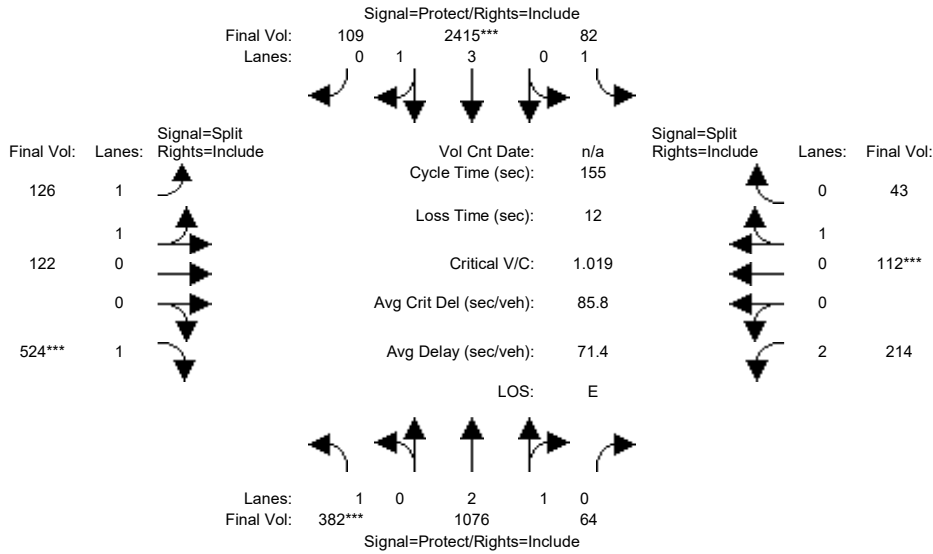 Signal=Protect/Rights=Include
Final Vol: 109 2415*** 82
Lanes: 0 1 3 0 1
Signal=Split
Final Vol: Lanes: Rights=Include
Vol Cnt Date: n/a
Signal=Split
Rights=Include Lanes: Final Vol:
Cycle Time (sec): 155
126 1
0 43
Loss Time (sec): 12
1
1
122 0
Critical V/C: 1.019
0 112***
0
Avg Crit Del (sec/veh): 85.8
0
524*** 1
Avg Delay (sec/veh): 71.4
2 214
LOS: E
Lanes: 1 0 2 1 0
Final Vol: 382*** 1076 64
Signal=Protect/Rights=Include